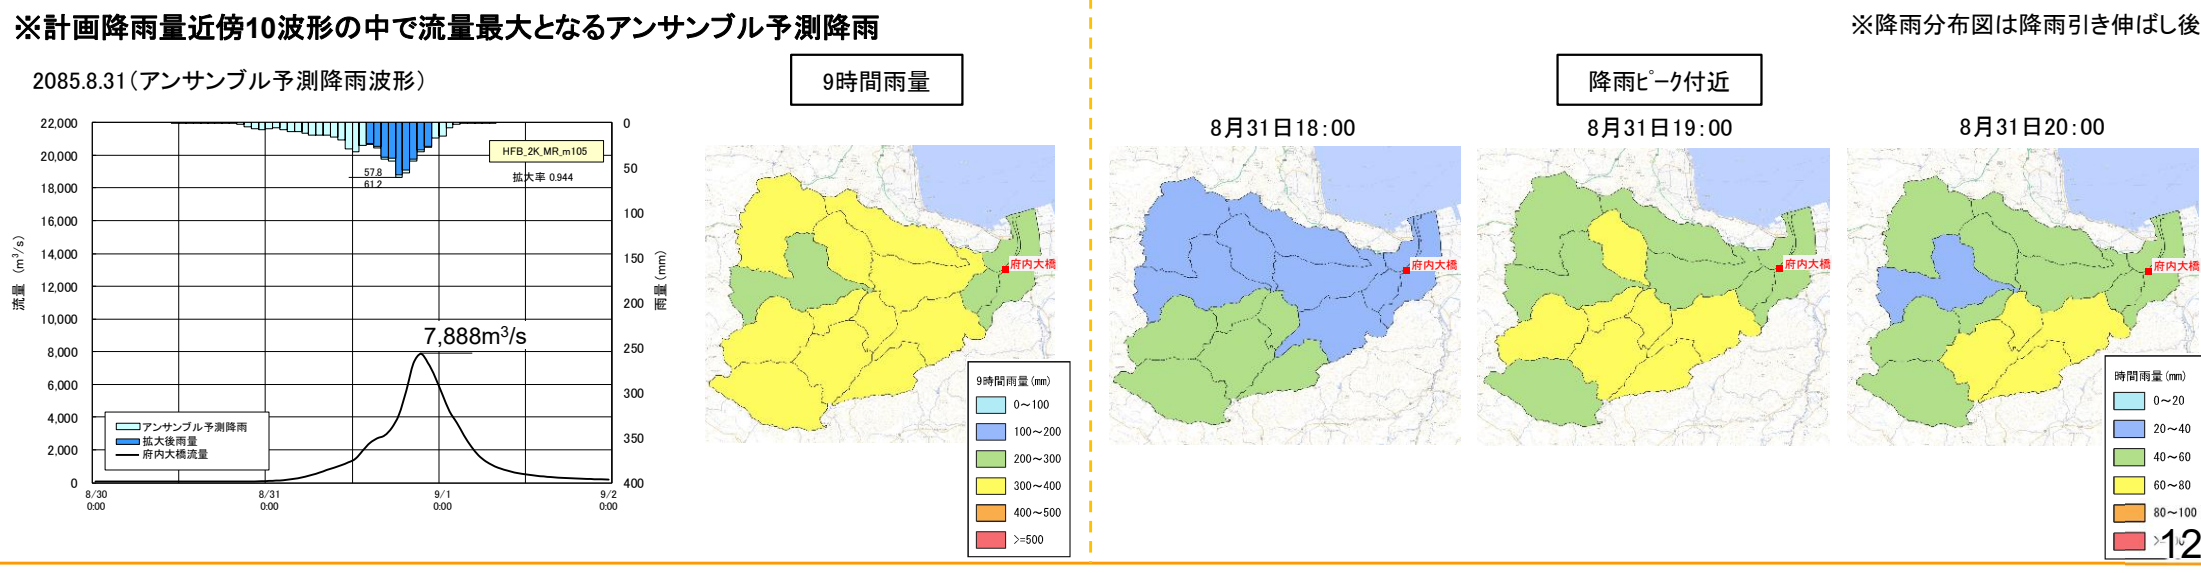 ※計画降雨量近傍10波形の中で流量最大となるアンサンブル予測降雨
※降雨分布図は降雨引き伸ばし後
2085.8.31（アンサンブル予測降雨波形）
9時間雨量
降雨ﾋﾟｰｸ付近
8月31日18：00
8月31日19：00
8月31日20：00
22,000
20,000
18,000
16,000
14,000
12,000
10,000
8,000
6,000
4,000
2,000
0
流量 (m³/s)
0
50
100
150
200
250
300
350
400
雨量(mm)
HFB_2K_MR_m105
拡大率 0.944
57.8
61.2
7,888m³/s
アンサンブル予測降雨
拡大後雨量
府内大橋流量
8/30
0:00
8/31
0:00
9/1
0:00
9/2
0:00
府内大橋
府内大橋
府内大橋
府内大橋
9時間雨量(㎜)
0～100
100～200
200～300
300～400
400～500
>=500
時間雨量(㎜)
0～20
20～40
40～60
60～80
80～100
12